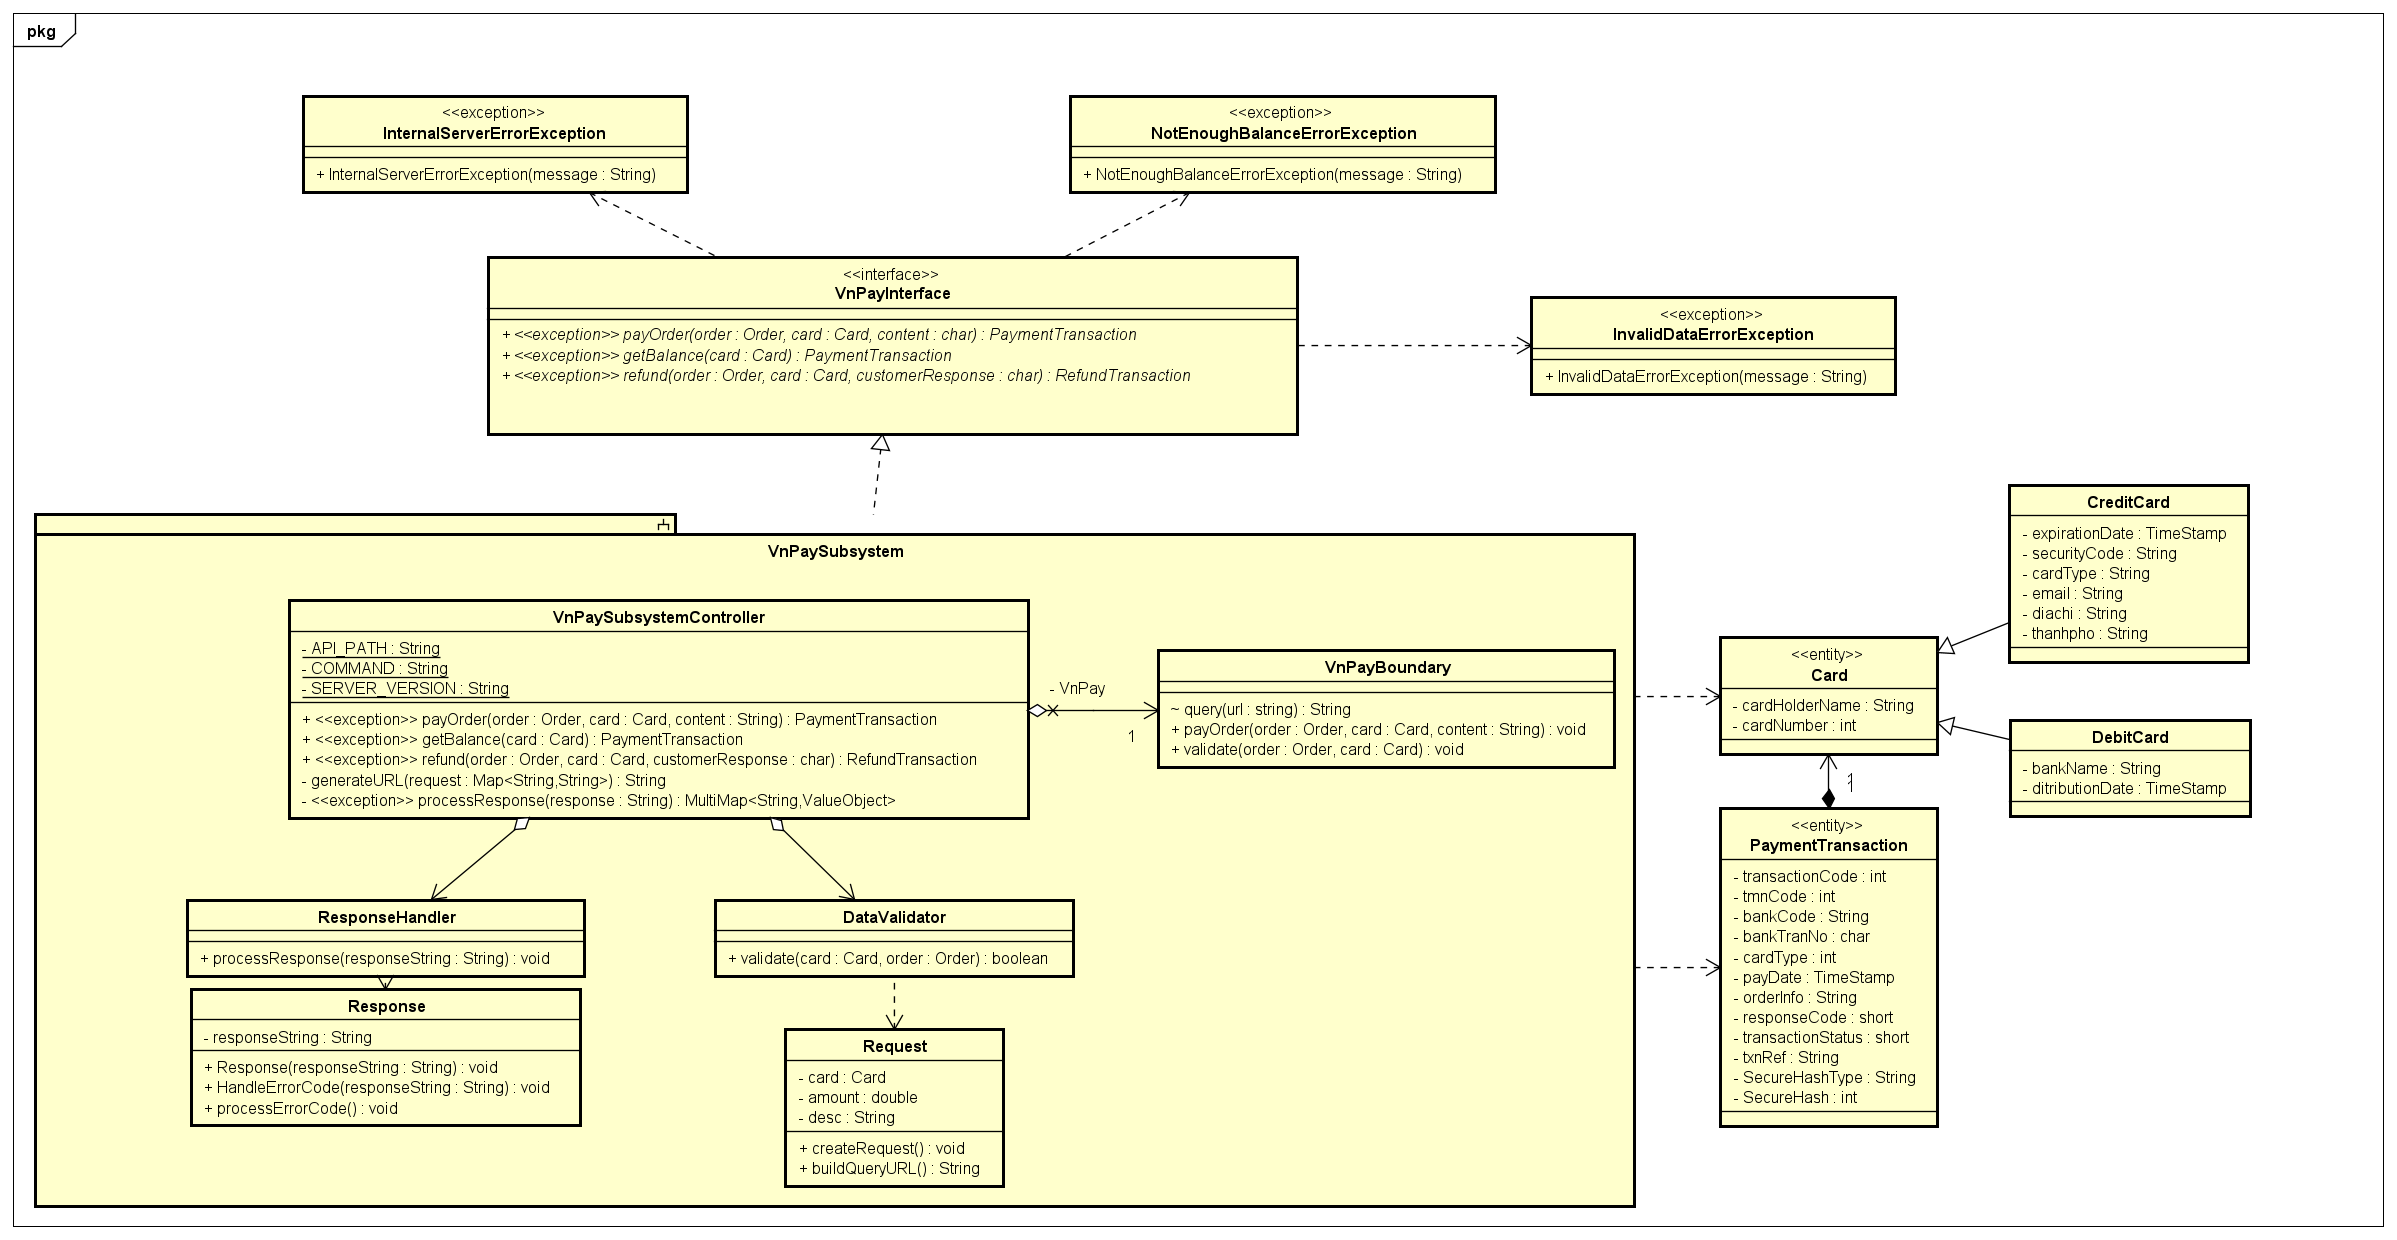 pkg
<<exception>>
InternalServerErrorException
+ InternalServerErrorException(message : String)
<<exception>>
NotEnoughBalanceErrorException
+ NotEnoughBalanceErrorException(message : String)
<<interface>>
VnPayInterface
+ <<exception>> payOrder(order : Order, card : Card, content : char) : PaymentTransaction
+ <<exception>> getBalance(card : Card) : PaymentTransaction
+ <<exception>> refund(order : Order, card : Card, customerResponse : char) : RefundTransaction
<<exception>>
InvalidDataErrorException
+ InvalidDataErrorException(message : String)
VnPaySubsystem
VnPaySubsystemController
- API_PATH : String
- COMMAND : String
- SERVER_VERSION : String
+ <<exception>> payOrder(order : Order, card : Card, content : String) : PaymentTransaction
+ <<exception>> getBalance(card : Card) : PaymentTransaction
+ <<exception>> refund(order : Order, card : Card, customerResponse : char) : RefundTransaction
- generateURL(request : Map<String,String>) : String
- <<exception>> processResponse(response : String) : MultiMap<String,ValueObject>
- VnPay
1
VnPayBoundary
~ query(url : string) : String
+ payOrder(order : Order, card : Card, content : String) : void
+ validate(order : Order, card : Card) : void
ResponseHandler
+ processResponse(responseString : String) : void
Response
- responseString : String
+ Response(responseString : String) : void
+ HandleErrorCode(responseString : String) : void
+ processErrorCode() : void
DataValidator
+ validate(card : Card, order : Order) : boolean
Request
- card : Card
- amount : double
- desc : String
+ createRequest() : void
+ buildQueryURL() : String
CreditCard
- expirationDate : TimeStamp
- securityCode : String
- cardType : String
- email : String
- diachi : String
- thanhpho : String
<<entity>>
Card
- cardHolderName : String
- cardNumber : int
DebitCard
- bankName : String
- ditributionDate : TimeStamp
<<entity>>
PaymentTransaction
- transactionCode : int
- tmnCode : int
- bankCode : String
- bankTranNo : char
- cardType : int
- payDate : TimeStamp
- orderInfo : String
- responseCode : short
- transactionStatus : short
- txnRef : String
- SecureHashType : String
- SecureHash : int